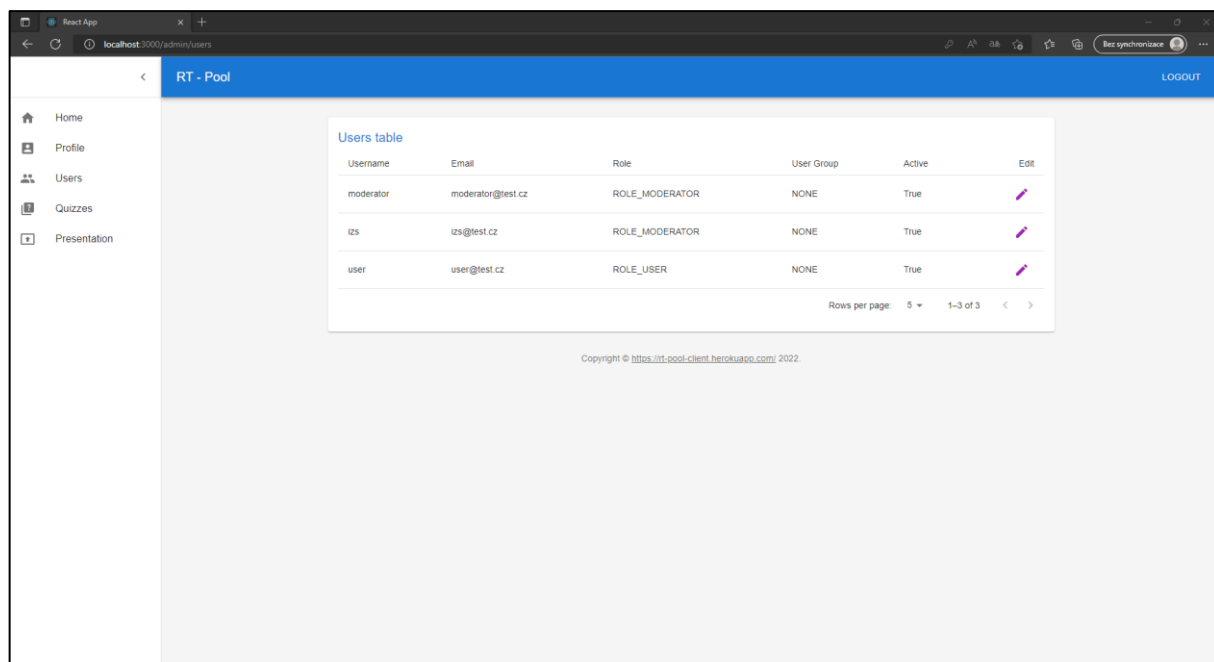 React App
localhost:3000/admin/users
Bez synchronizace
RT - Pool
LOGOUT
Home
Profile
Users
Quizzes
Presentation
Users table
Username Email Role User Group Active Edit
moderator moderator@test.cz ROLE_MODERATOR NONE True
izs izs@test.cz ROLE_MODERATOR NONE True
user user@test.cz ROLE_USER NONE True
Rows per page: 5 1–3 of 3
Copyright © https://rt-pool-client.herokuapp.com/ 2022.